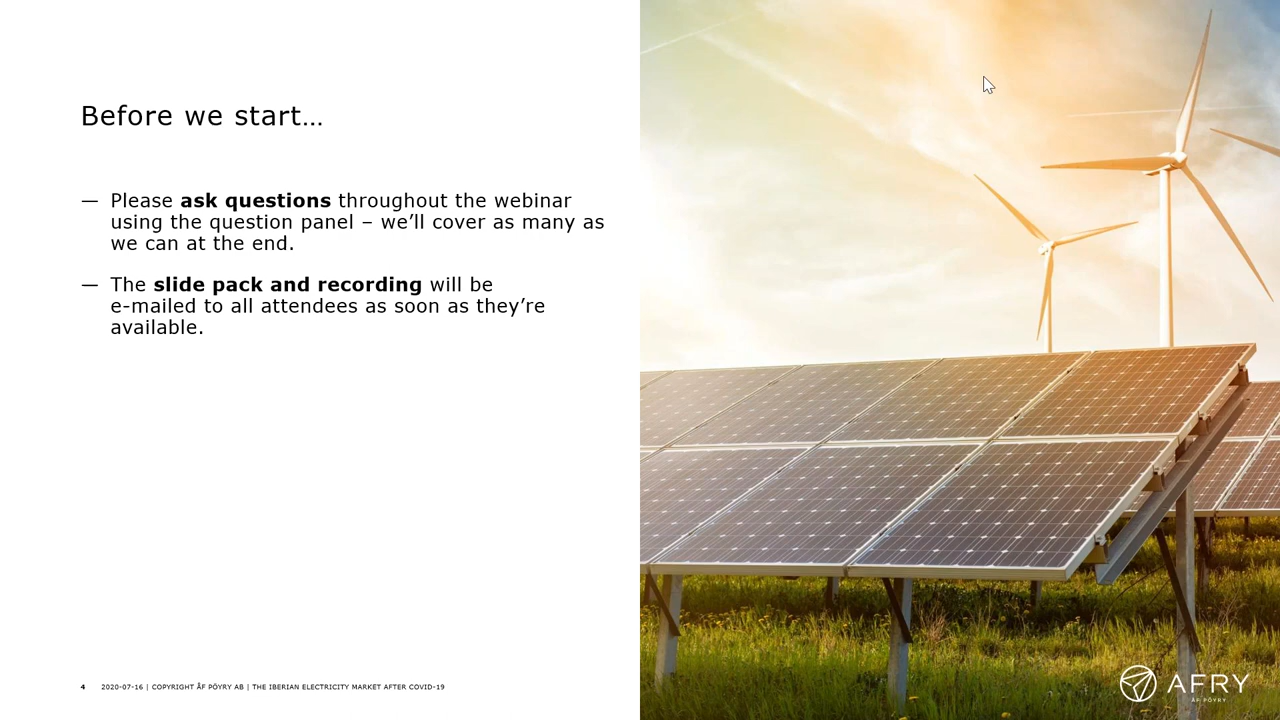 Before we start…
— Please ask questions throughout the webinar
using the question panel – we’ll cover as many as
we can at the end.
— The slide pack and recording will be
e-mailed to all attendees as soon as they’re
available.
4 2020-07-16 | COPYRIGHT ÅF PÖYRY AB | THE IBERIAN ELECTRICITY MARKET AFTER COVID-19
AFRY
ÅF PÖYRY